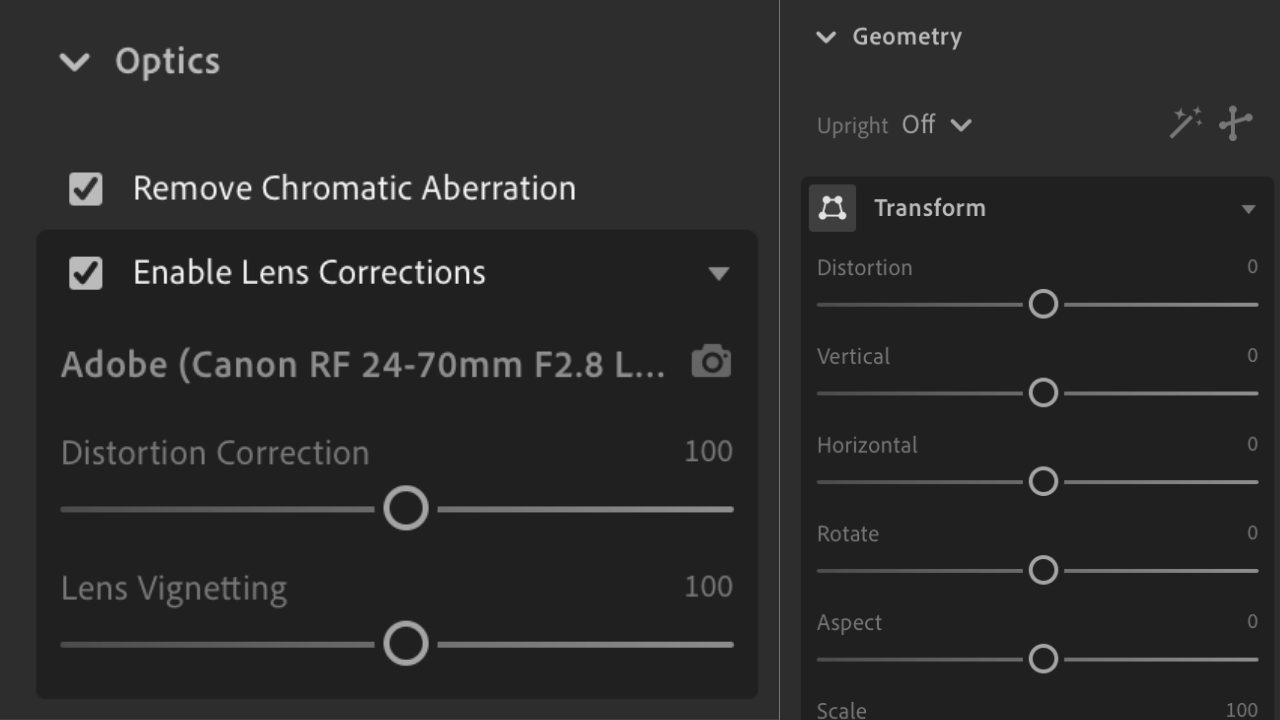 Optics
Remove Chromatic Aberration
Enable Lens Corrections
Adobe (Canon RF 24-70mm F2.8 L...
Distortion Correction 100
Lens Vignetting 100
Geometry
Upright Off
Transform
Distortion 0
Vertical 0
Horizontal 0
Rotate 0
Aspect 0
Scale 100